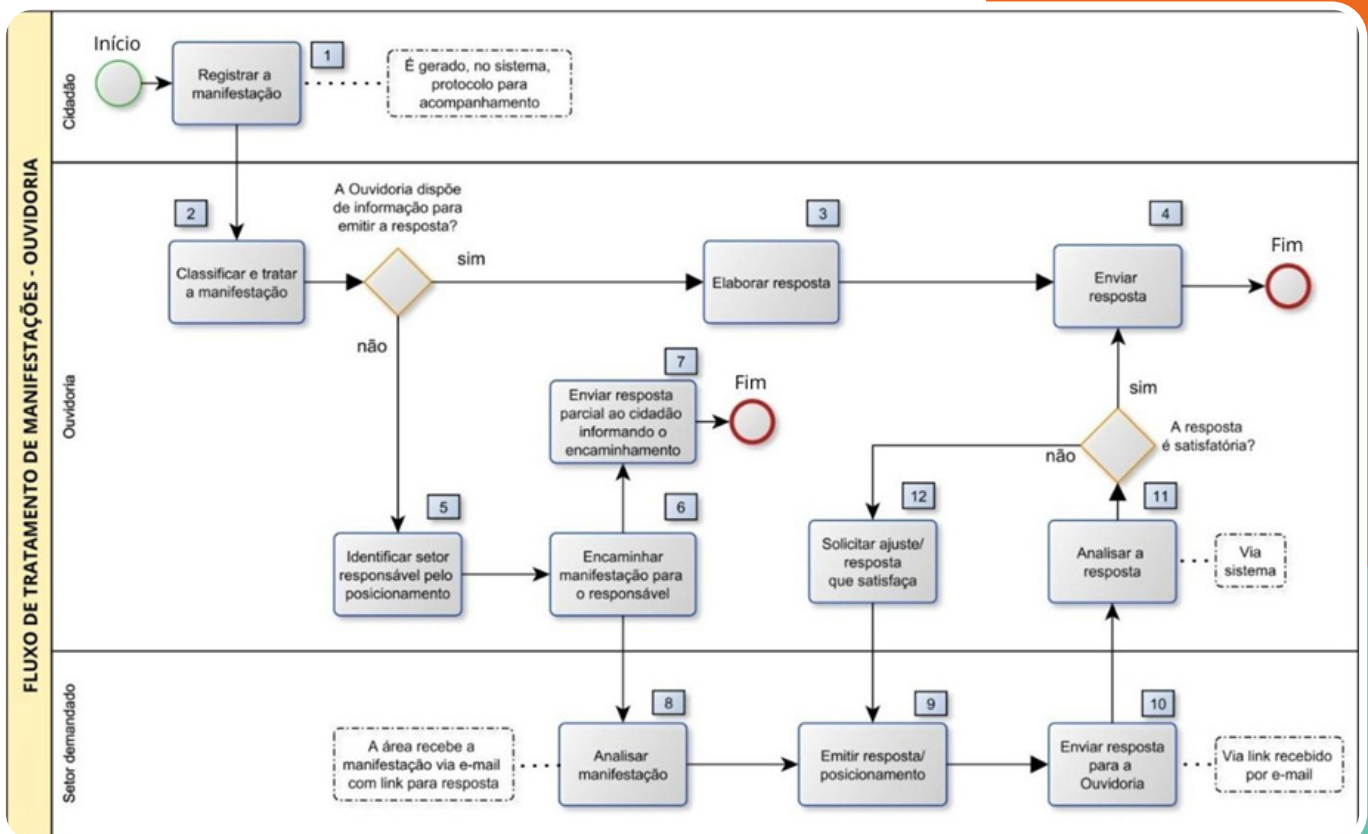 FLUXO DE TRATAMENTO DE MANIFESTAÇÕES - OUVIDORIA
Cidadão
Início
Registrar a
manifestação
1
É gerado, no sistema,
protocolo para
acompanhamento
Ouvidoria
2
Classificar e tratar
a manifestação
A Ouvidoria dispõe
de informação para
emitir a resposta?
sim
3
Elaborar resposta
4
Enviar
resposta
Fim
não
7
Enviar resposta
parcial ao cidadão
informando o
encaminhamento
Fim
sim
A resposta
é satisfatória?
não
5
Identificar setor
responsável pelo
posicionamento
6
Encaminhar
manifestação para
o responsável
12
Solicitar ajuste/
resposta
que satisfaça
11
Analisar a
resposta
Via
sistema
Setor demandado
A área recebe a
manifestação via e-mail
com link para resposta
8
Analisar
manifestação
9
Emitir resposta/
posicionamento
10
Enviar resposta
para a
Ouvidoria
Via link recebido
por e-mail